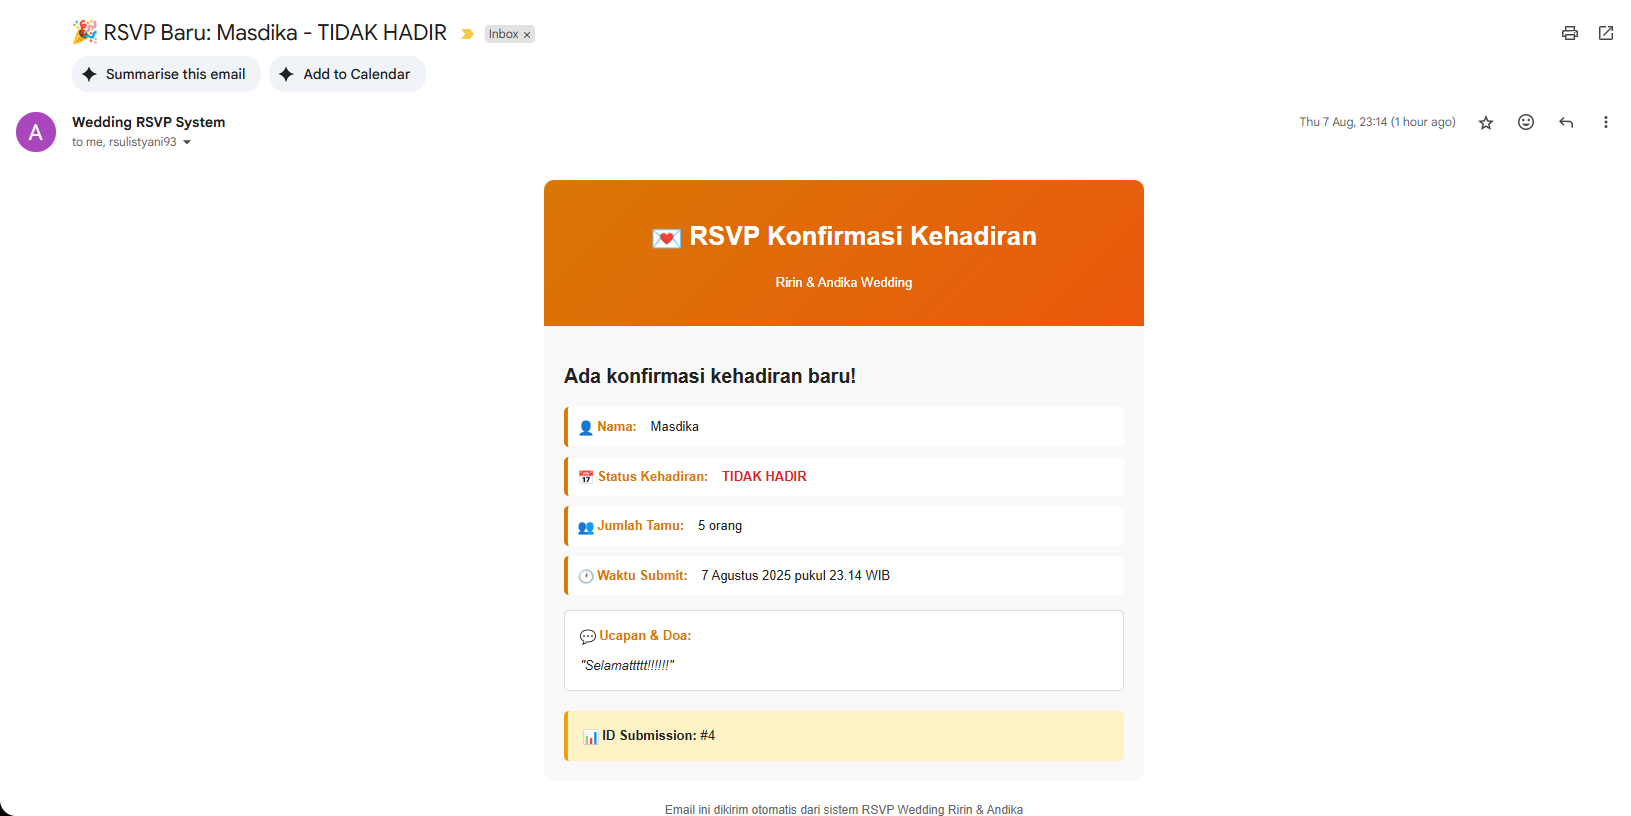 🎉 RSVP Baru: Masdika - TIDAK HADIR Inbox ×
Summarise this email Add to Calendar
A
Wedding RSVP System
to me, rsulistyani93
Thu 7 Aug, 23:14 (1 hour ago)
💌 RSVP Konfirmasi Kehadiran
Ririn & Andika Wedding
Ada konfirmasi kehadiran baru!
👤 Nama: Masdika
📅 Status Kehadiran: TIDAK HADIR
👥 Jumlah Tamu: 5 orang
🕐 Waktu Submit: 7 Agustus 2025 pukul 23.14 WIB
💬 Ucapan & Doa:
"Selamattttt!!!!!!"
📊 ID Submission: #4
Email ini dikirim otomatis dari sistem RSVP Wedding Ririn & Andika